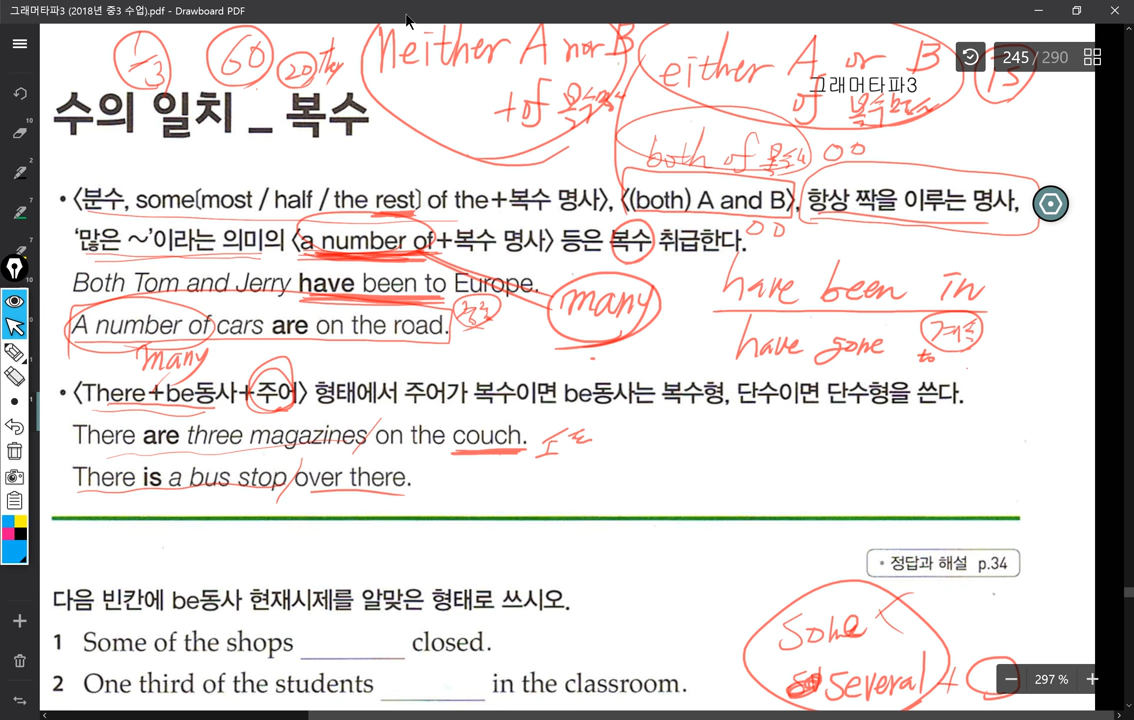 그래머타파3 (2018년 중3 수업).pdf - Drawboard PDF
245 / 290
1/3 60 20 Neither A nor B either A or B 15
그래머타파3
+of of
수의 일치 _ 복수
both of
• 〈분수, some[most / half / the rest] of the+복수 명사〉, 〈(both) A and B〉, 항상 짝을 이루는 명사,
'많은 ~'이라는 의미의 〈a number of+복수 명사〉 등은 복수 취급한다.
Both Tom and Jerry have been to Europe.
have been in
many
A number of cars are on the road.
have gone to
many
• 〈There+be동사+주어〉 형태에서 주어가 복수이면 be동사는 복수형, 단수이면 단수형을 쓴다.
There are three magazines on the couch.
There is a bus stop over there.
• 정답과 해설 p.34
다음 빈칸에 be동사 현재시제를 알맞은 형태로 쓰시오.
some
1 Some of the shops ________ closed.
several +
2 One third of the students ________ in the classroom.
297 %